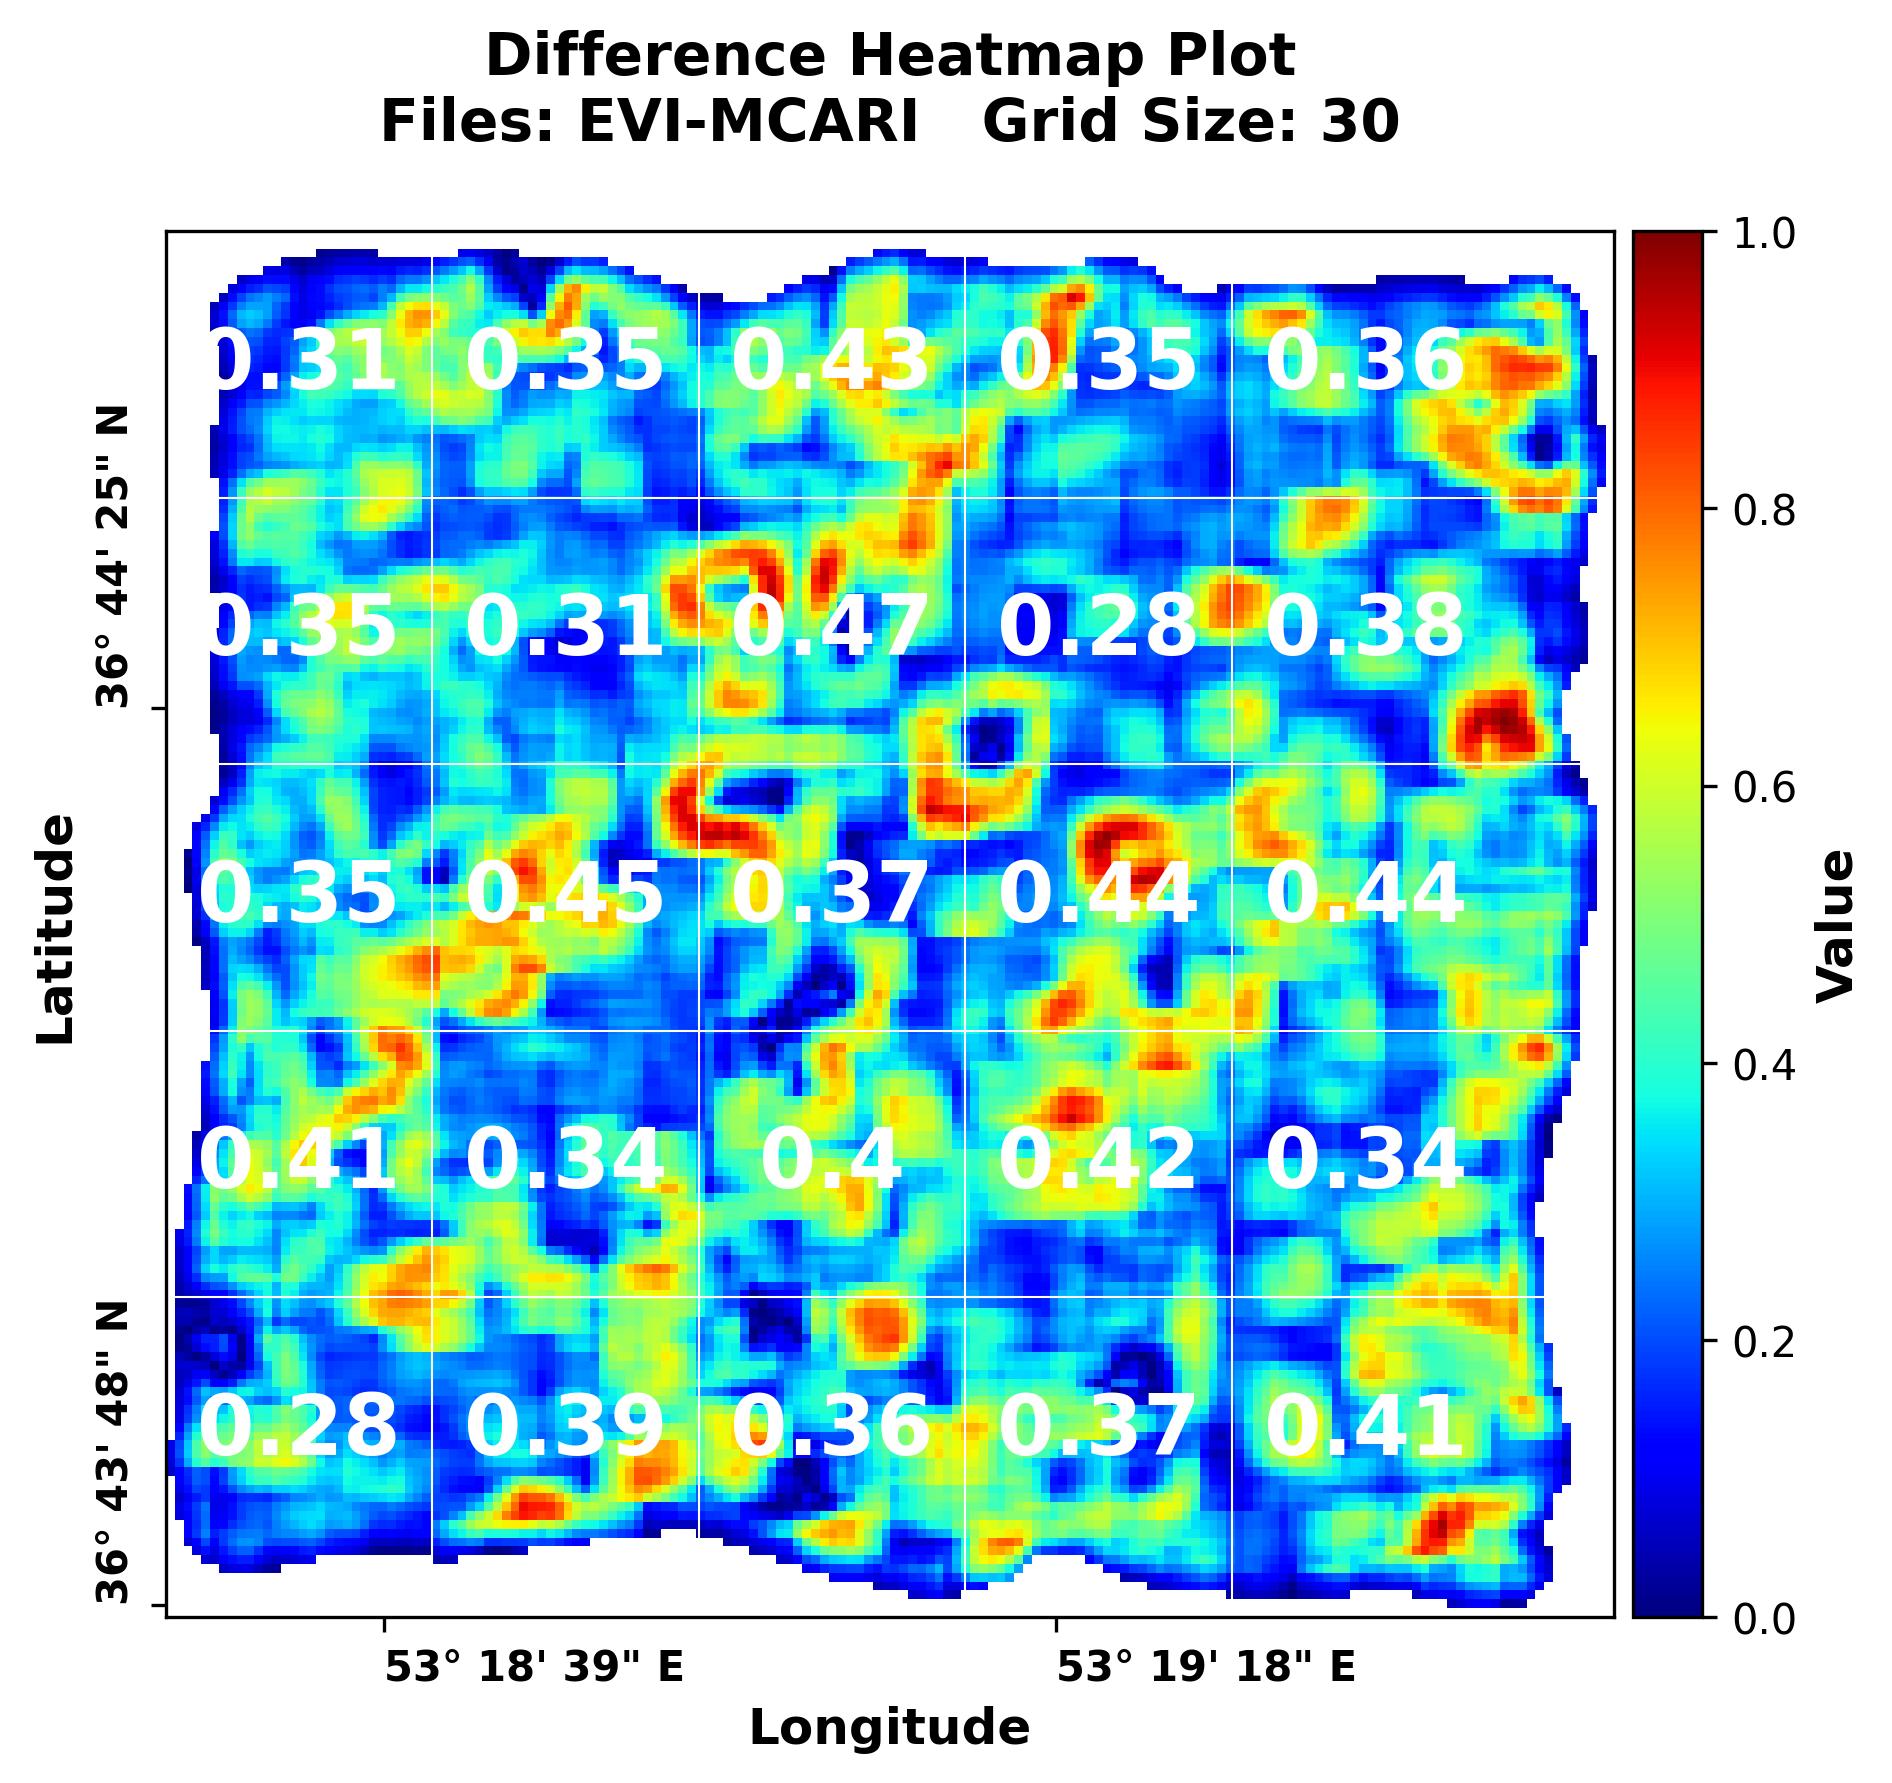 Difference Heatmap Plot
Files: EVI-MCARI   Grid Size: 30
0.31 0.35 0.43 0.35 0.36
0.35 0.31 0.47 0.28 0.38
0.35 0.45 0.37 0.44 0.44
0.41 0.34 0.4 0.42 0.34
0.28 0.39 0.36 0.37 0.41
36° 44' 25" N
36° 43' 48" N
Latitude
53° 18' 39" E
53° 19' 18" E
Longitude
1.0
0.8
0.6
0.4
0.2
0.0
Value